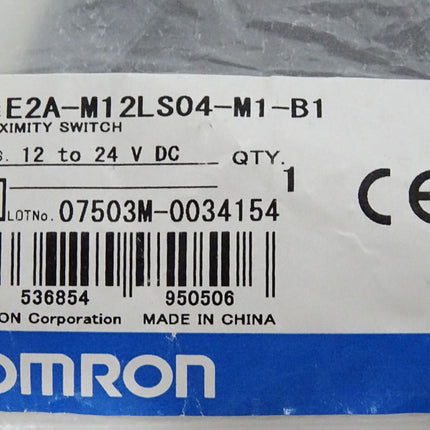 E2A-M12LS04-M1-B1
XIMITY SWITCH
S. 12 to 24 V DC QTY.
1
LOTNo. 07503M-0034154
CE
536854 950506
ON Corporation MADE IN CHINA
OMRON